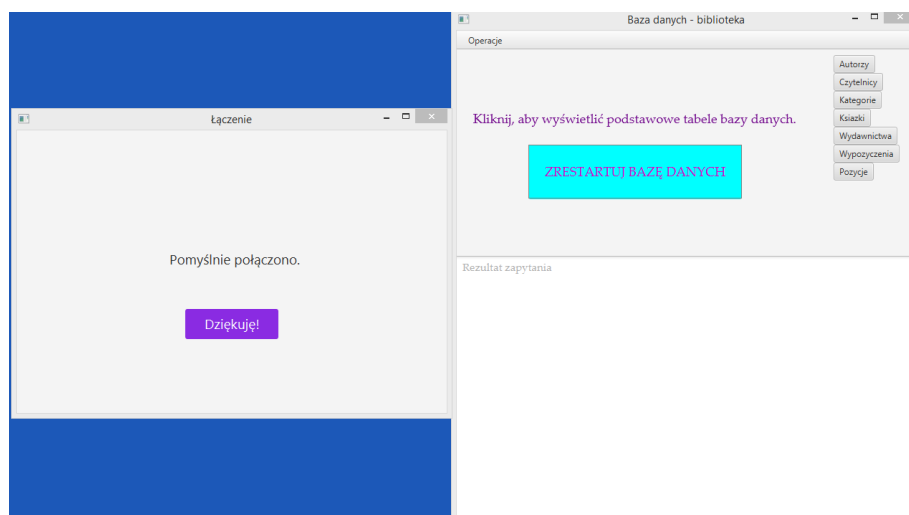 Łączenie
Pomyślnie połączono.
Dziękuję!
Baza danych - biblioteka
Operacje
Kliknij, aby wyświetlić podstawowe tabele bazy danych.
ZRESTARTUJ BAZĘ DANYCH
Autorzy
Czytelnicy
Kategorie
Ksiazki
Wydawnictwa
Wypozyczenia
Pozycje
Rezultat zapytania